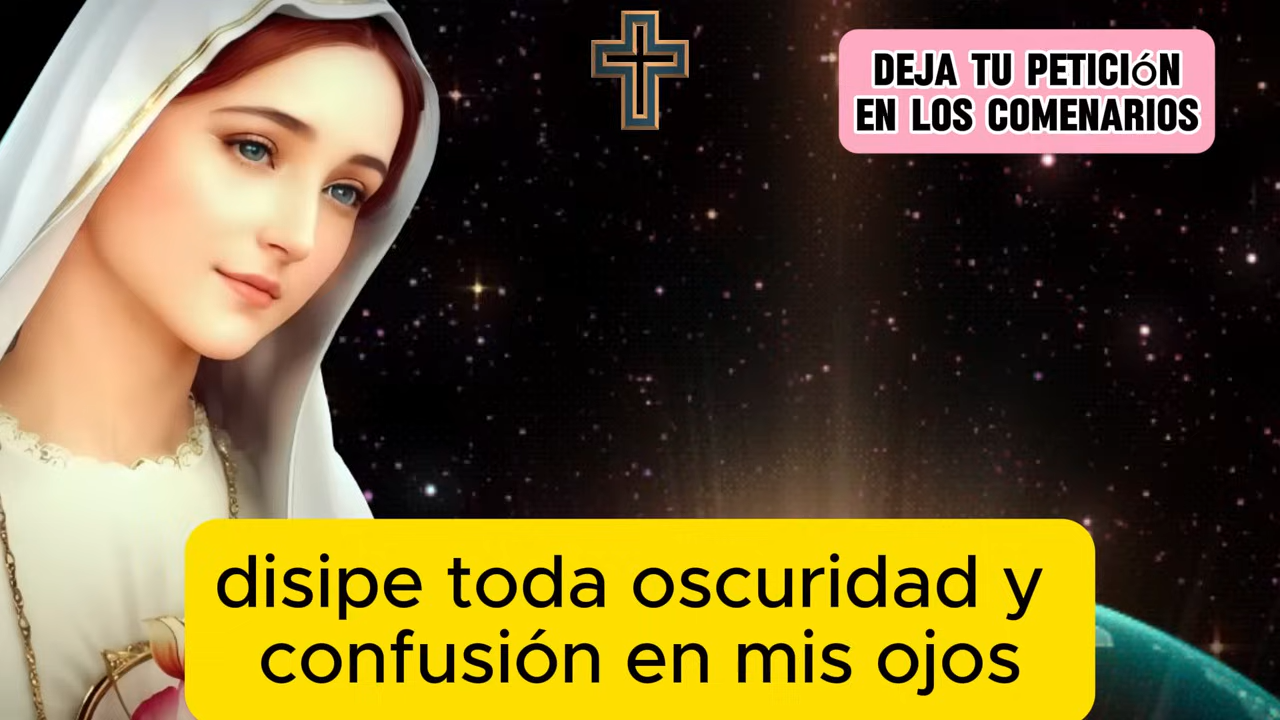 DEJA TU PETICIóN
EN LOS COMENARIOS
disipe toda oscuridad y
confusión en mis ojos